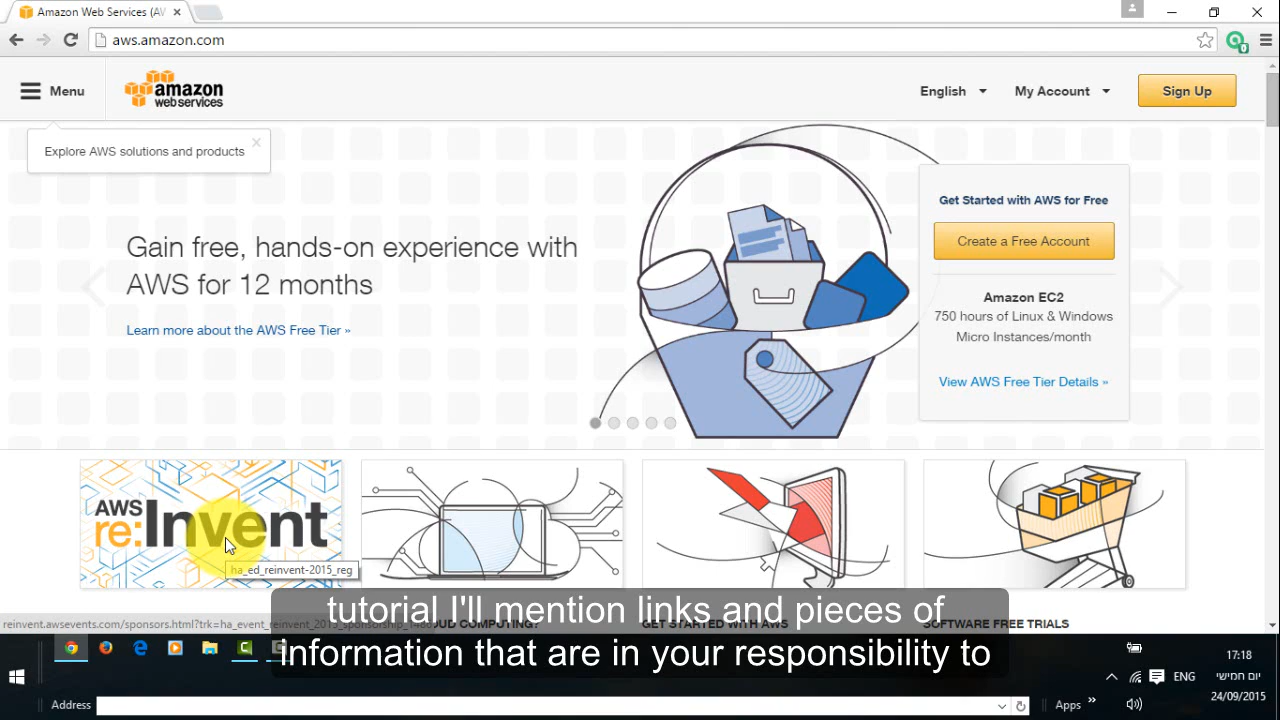 Amazon Web Services (AW
aws.amazon.com
Menu
amazon
webservices
English
My Account
Sign Up
Explore AWS solutions and products
Gain free, hands-on experience with
AWS for 12 months
Learn more about the AWS Free Tier »
Get Started with AWS for Free
Create a Free Account
Amazon EC2
750 hours of Linux & Windows
Micro Instances/month
View AWS Free Tier Details »
AWS
re:Invent
ha_ed_reinvent-2015_reg
tutorial I'll mention links and pieces of
information that are in your responsibility to
GET STARTED WITH AWS
SOFTWARE FREE TRIALS
17:18
ENG
יום חמישי
24/09/2015
Address
Apps